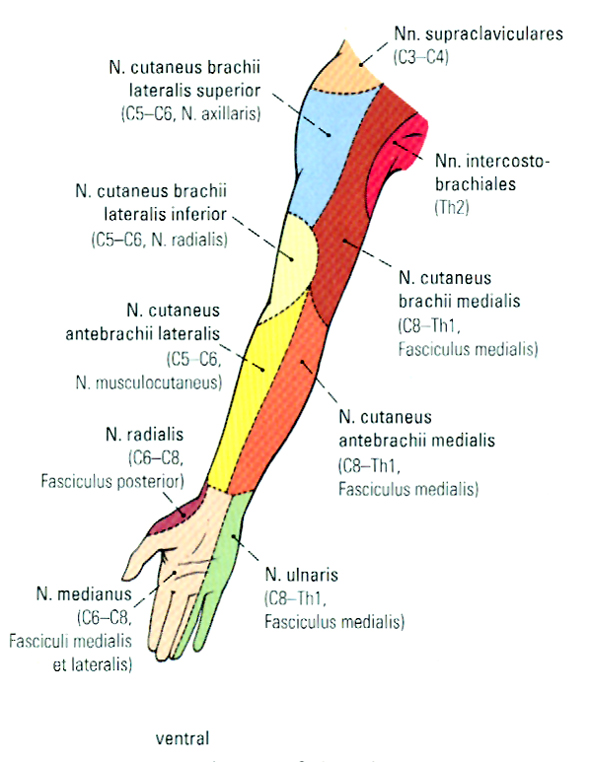 Nn. supraclaviculares
(C3–C4)
N. cutaneus brachii
lateralis superior
(C5–C6, N. axillaris)
Nn. intercosto-
brachiales
(Th2)
N. cutaneus brachii
lateralis inferior
(C5–C6, N. radialis)
N. cutaneus
brachii medialis
(C8–Th1,
Fasciculus medialis)
N. cutaneus
antebrachii lateralis
(C5–C6,
N. musculocutaneus)
N. cutaneus
antebrachii medialis
(C8–Th1,
Fasciculus medialis)
N. radialis
(C6–C8,
Fasciculus posterior)
N. ulnaris
(C8–Th1,
Fasciculus medialis)
N. medianus
(C6–C8,
Fasciculi medialis
et lateralis)
ventral